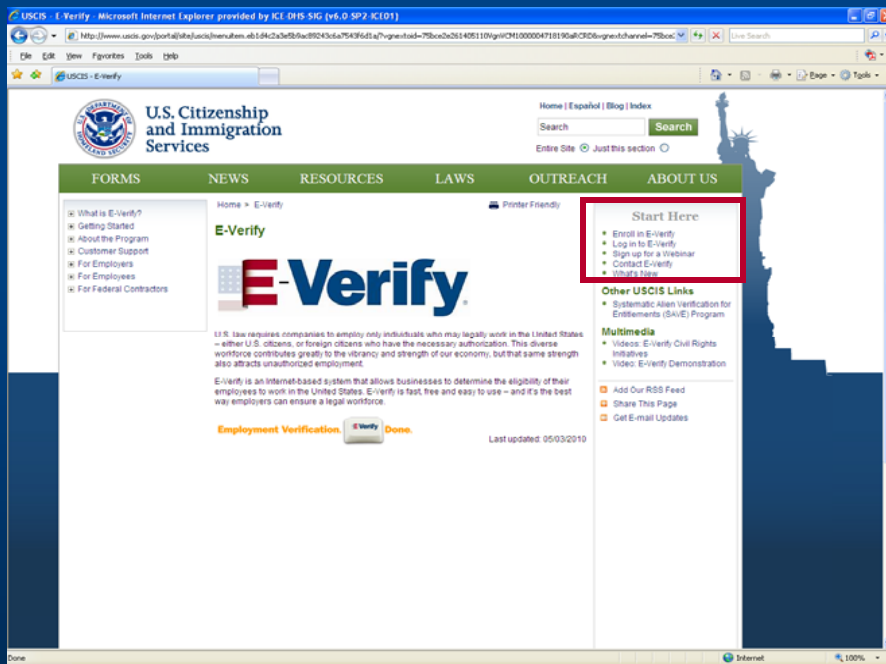 USCIS - E-Verify - Microsoft Internet Explorer provided by ICE-DHS-SIG (v6.0-SP2-ICE01)
Live Search
File Edit View Favorites Tools Help
USCIS - E-Verify
Page Tools
U.S. DEPARTMENT OF HOMELAND SECURITY
U.S. Citizenship
and Immigration
Services
Home | Español | Blog | Index
Search Search
Entire Site Just this section
FORMS NEWS RESOURCES LAWS OUTREACH ABOUT US
What is E-Verify?
Getting Started
About the Program
Customer Support
For Employers
For Employees
For Federal Contractors
Home > E-Verify
Printer Friendly
E-Verify
E-Verify
U.S. law requires companies to employ only individuals who may legally work in the United States
– either U.S. citizens, or foreign citizens who have the necessary authorization. This diverse
workforce contributes greatly to the vibrancy and strength of our economy, but that same strength
also attracts unauthorized employment.
E-Verify is an Internet-based system that allows businesses to determine the eligibility of their
employees to work in the United States. E-Verify is fast, free and easy to use – and it's the best
way employers can ensure a legal workforce.
Employment Verification. E-Verify Done.
Last updated: 05/03/2010
Start Here
Enroll in E-Verify
Log in to E-Verify
Sign up for a Webinar
Contact E-Verify
What's New
Other USCIS Links
Systematic Alien Verification for
Entitlements (SAVE) Program
Multimedia
Videos: E-Verify Civil Rights
Initiatives
Video: E-Verify Demonstration
Add Our RSS Feed
Share This Page
Get E-mail Updates
Done Internet 100%